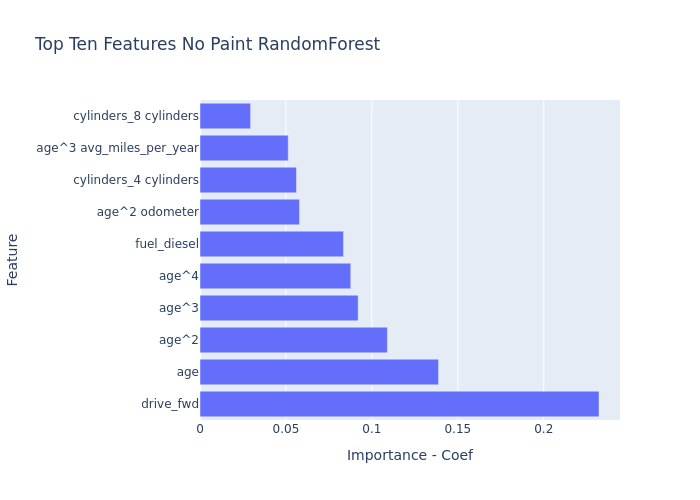 Top Ten Features No Paint RandomForest
cylinders_8 cylinders
age^3 avg_miles_per_year
cylinders_4 cylinders
age^2 odometer
fuel_diesel
age^4
age^3
age^2
age
drive_fwd
Feature
0 0.05 0.1 0.15 0.2
Importance - Coef